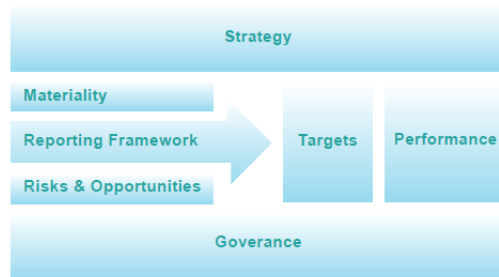 Strategy
Materiality
Reporting Framework
Risks & Opportunities
Targets
Performance
Goverance